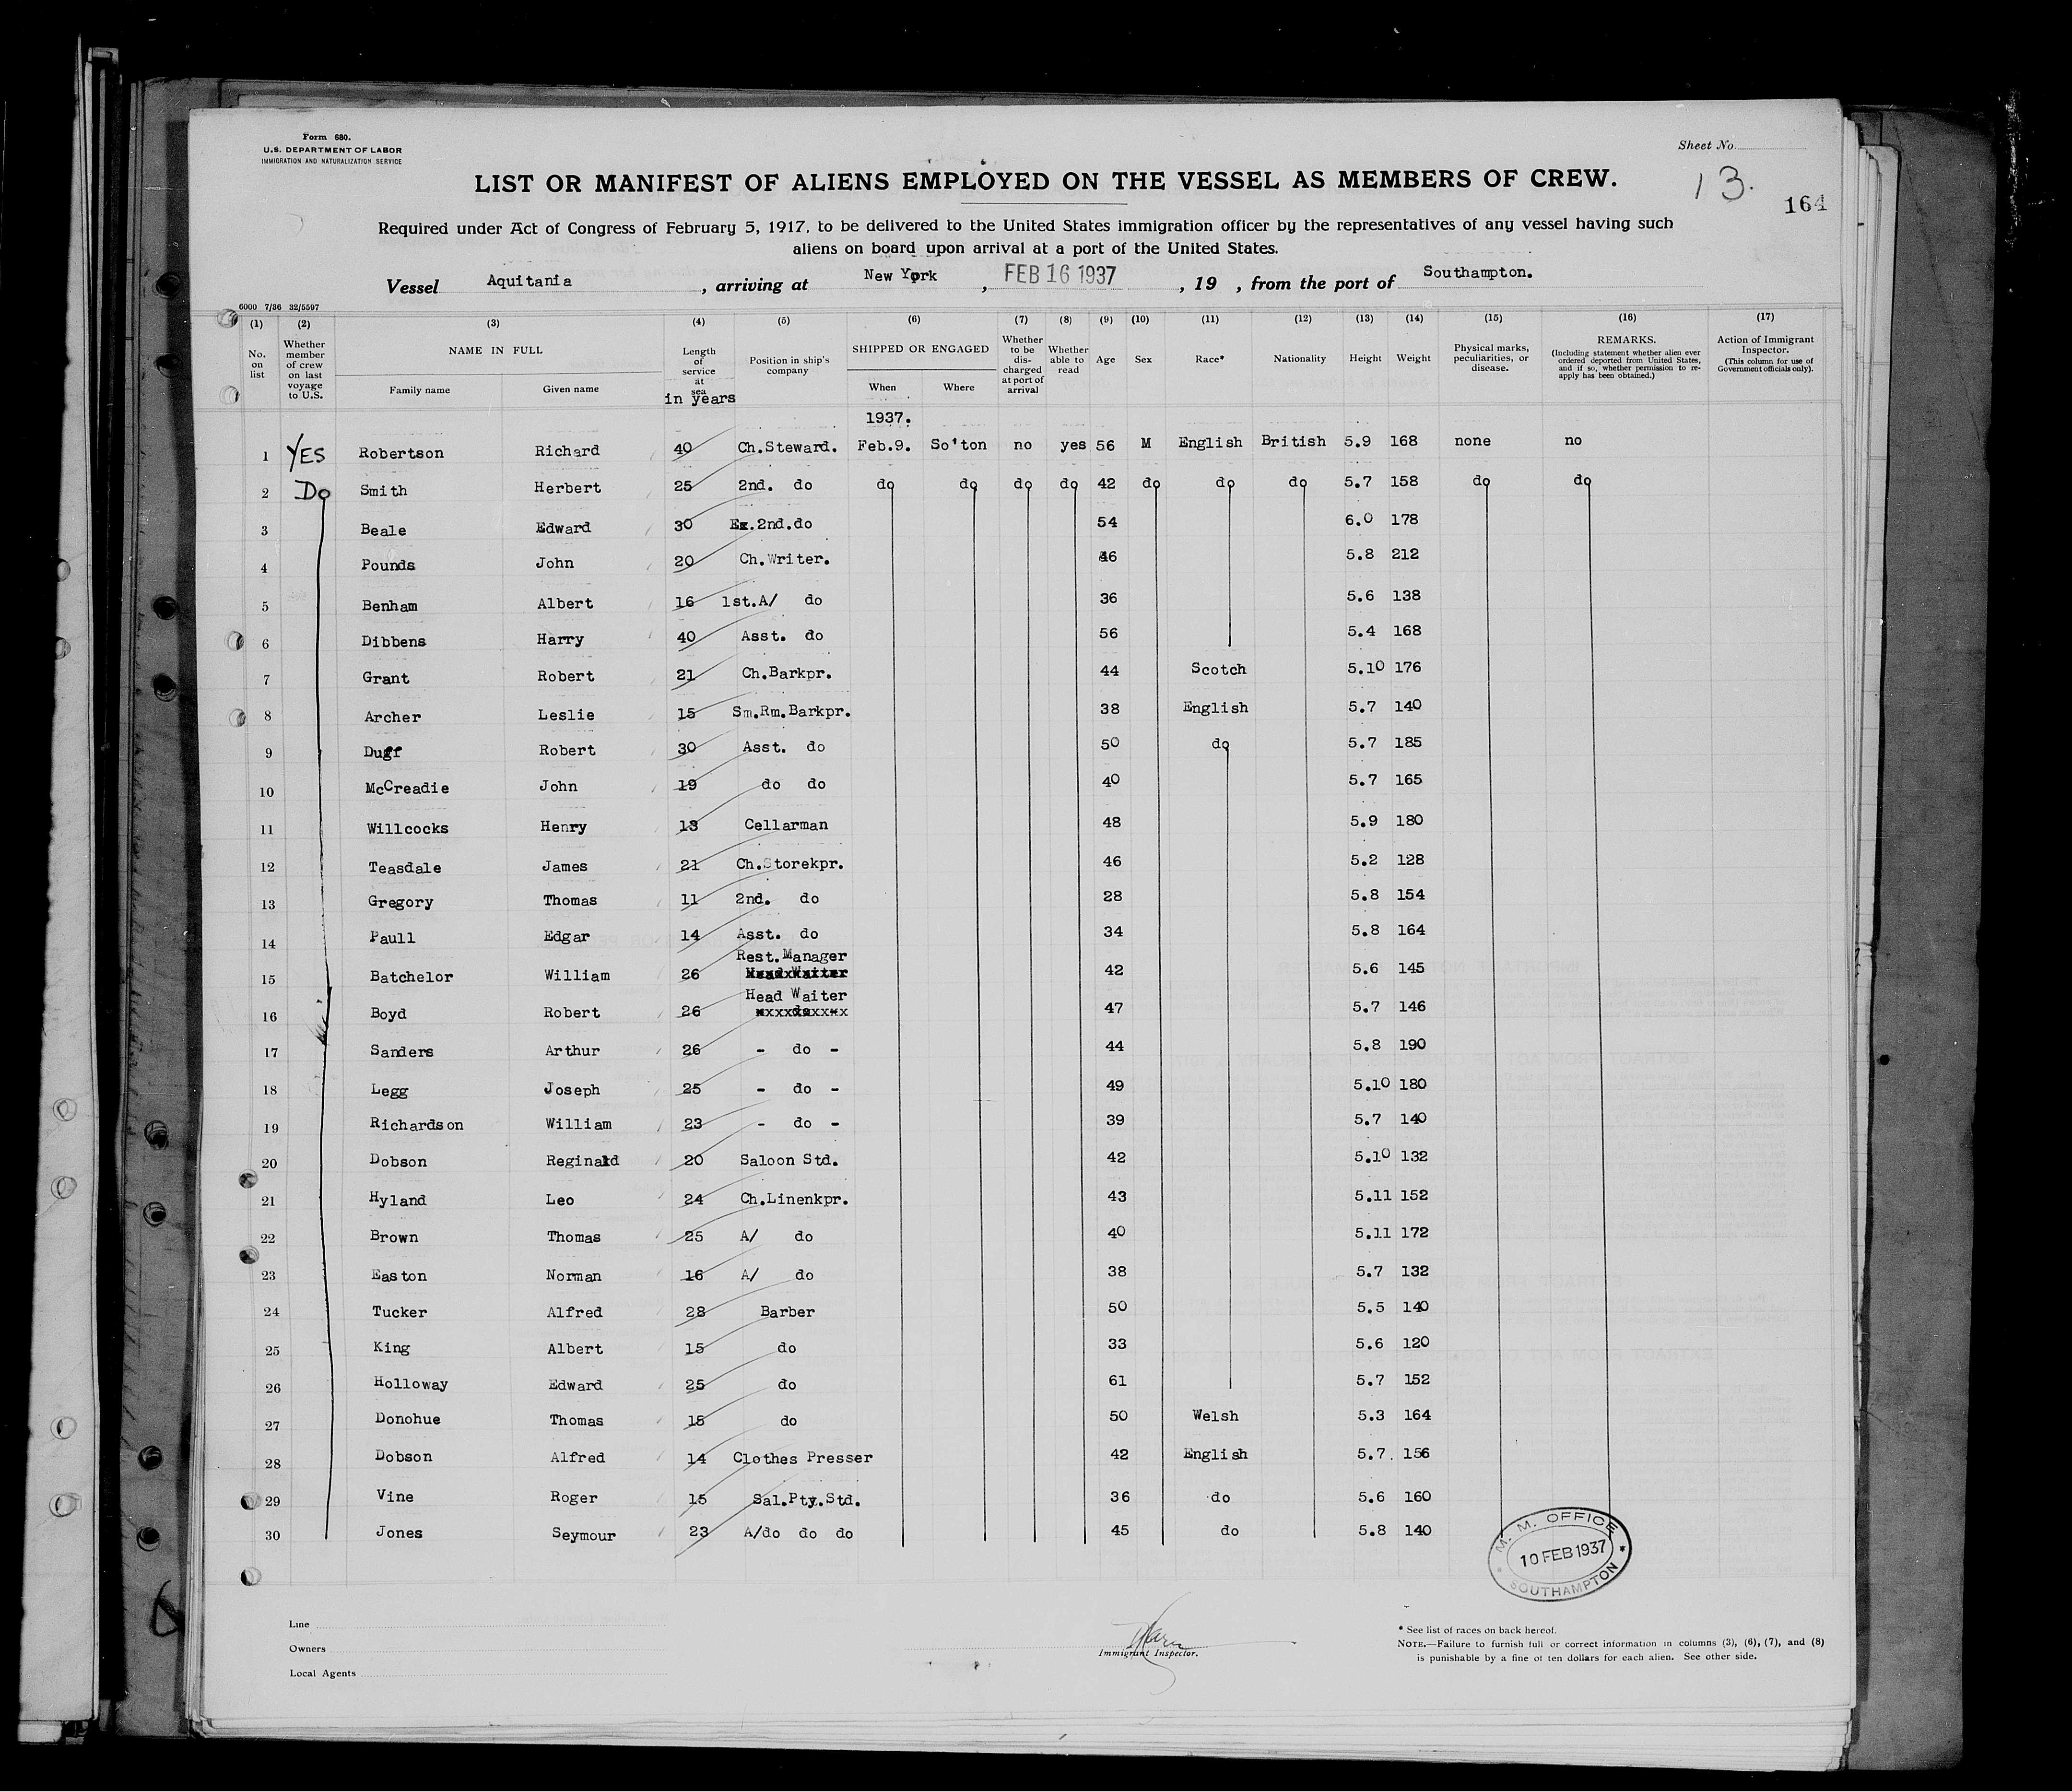 Form 680.
U.S. DEPARTMENT OF LABOR
IMMIGRATION AND NATURALIZATION SERVICE
Sheet No.
13.
164
LIST OR MANIFEST OF ALIENS EMPLOYED ON THE VESSEL AS MEMBERS OF CREW.
Required under Act of Congress of February 5, 1917, to be delivered to the United States immigration officer by the representatives of any vessel having such
aliens on board upon arrival at a port of the United States.
Vessel Aquitania, arriving at New York, FEB 16 1937, 19 , from the port of Southampton.
6000 7/36 32/5597
(1) (2) (3) (4) (5) (6) (7) (8) (9) (10) (11) (12) (13) (14) (15) (16) (17)
No. on list
Whether member of crew on last voyage to U.S.
NAME IN FULL
Family name Given name
Length of service at sea
in years
Position in ship's company
SHIPPED OR ENGAGED
When Where
Whether to be discharged at port of arrival
Whether able to read
Age
Sex
Race*
Nationality
Height
Weight
Physical marks, peculiarities, or disease.
REMARKS.
(Including statement whether alien ever ordered deported from United States, and if so, whether permission to reapply has been obtained.)
Action of Immigrant Inspector.
(This column for use of Government officials only).
1937.
1 YES Robertson Richard 40 Ch.Steward. Feb.9. So'ton no yes 56 M English British 5.9 168 none no
2 Do Smith Herbert 25 2nd. do do do do do 42 do do do 5.7 158 do do
3 Beale Edward 30 Ex.2nd.do 54 6.0 178
4 Pounds John 20 Ch.Writer. 46 5.8 212
5 Benham Albert 16 1st.A/ do 36 5.6 138
6 Dibbens Harry 40 Asst. do 56 5.4 168
7 Grant Robert 21 Ch.Barkpr. 44 Scotch 5.10 176
8 Archer Leslie 15 Sm.Rm.Barkpr. 38 English 5.7 140
9 Duff Robert 30 Asst. do 50 do 5.7 185
10 McCreadie John 19 do do 40 5.7 165
11 Willcocks Henry 13 Cellarman 48 5.9 180
12 Teasdale James 21 Ch.Storekpr. 46 5.2 128
13 Gregory Thomas 11 2nd. do 28 5.8 154
14 Paull Edgar 14 Asst. do 34 5.8 164
15 Batchelor William 26 Rest.Manager 42 5.6 145
16 Boyd Robert 26 Head Waiter 47 5.7 146
17 Sanders Arthur 26 - do - 44 5.8 190
18 Legg Joseph 25 - do - 49 5.10 180
19 Richardson William 23 - do - 39 5.7 140
20 Dobson Reginald 20 Saloon Std. 42 5.10 132
21 Hyland Leo 24 Ch.Linenkpr. 43 5.11 152
22 Brown Thomas 25 A/ do 40 5.11 172
23 Easton Norman 16 A/ do 38 5.7 132
24 Tucker Alfred 28 Barber 50 5.5 140
25 King Albert 15 do 33 5.6 120
26 Holloway Edward 25 do 61 5.7 152
27 Donohue Thomas 15 do 50 Welsh 5.3 164
28 Dobson Alfred 14 Clothes Presser 42 English 5.7. 156
29 Vine Roger 15 Sal.Pty.Std. 36 do 5.6 160
30 Jones Seymour 23 A/do do do 45 do 5.8 140
M. M. OFFICE
10 FEB 1937
SOUTHAMPTON
Line
Owners
Local Agents
Immigrant Inspector.
* See list of races on back hereof.
NOTE.—Failure to furnish full or correct information in columns (3), (6), (7), and (8)
is punishable by a fine of ten dollars for each alien. See other side.